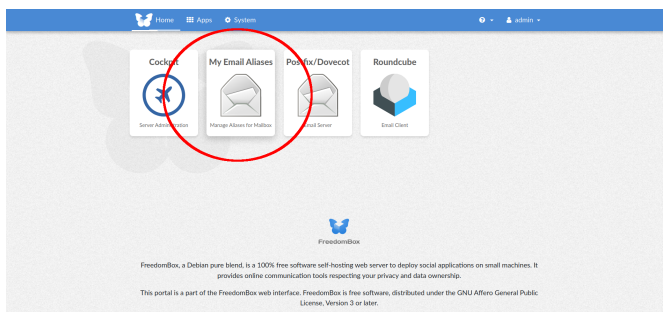 Home Apps System admin
Cockpit My Email Aliases Postfix/Dovecot Roundcube
Server Administration Manage Aliases for Mailbox Email Server Email Client
FreedomBox
FreedomBox, a Debian pure blend, is a 100% free software self-hosting web server to deploy social applications on small machines. It
provides online communication tools respecting your privacy and data ownership.
This portal is a part of the FreedomBox web interface. FreedomBox is free software, distributed under the GNU Affero General Public
License, Version 3 or later.